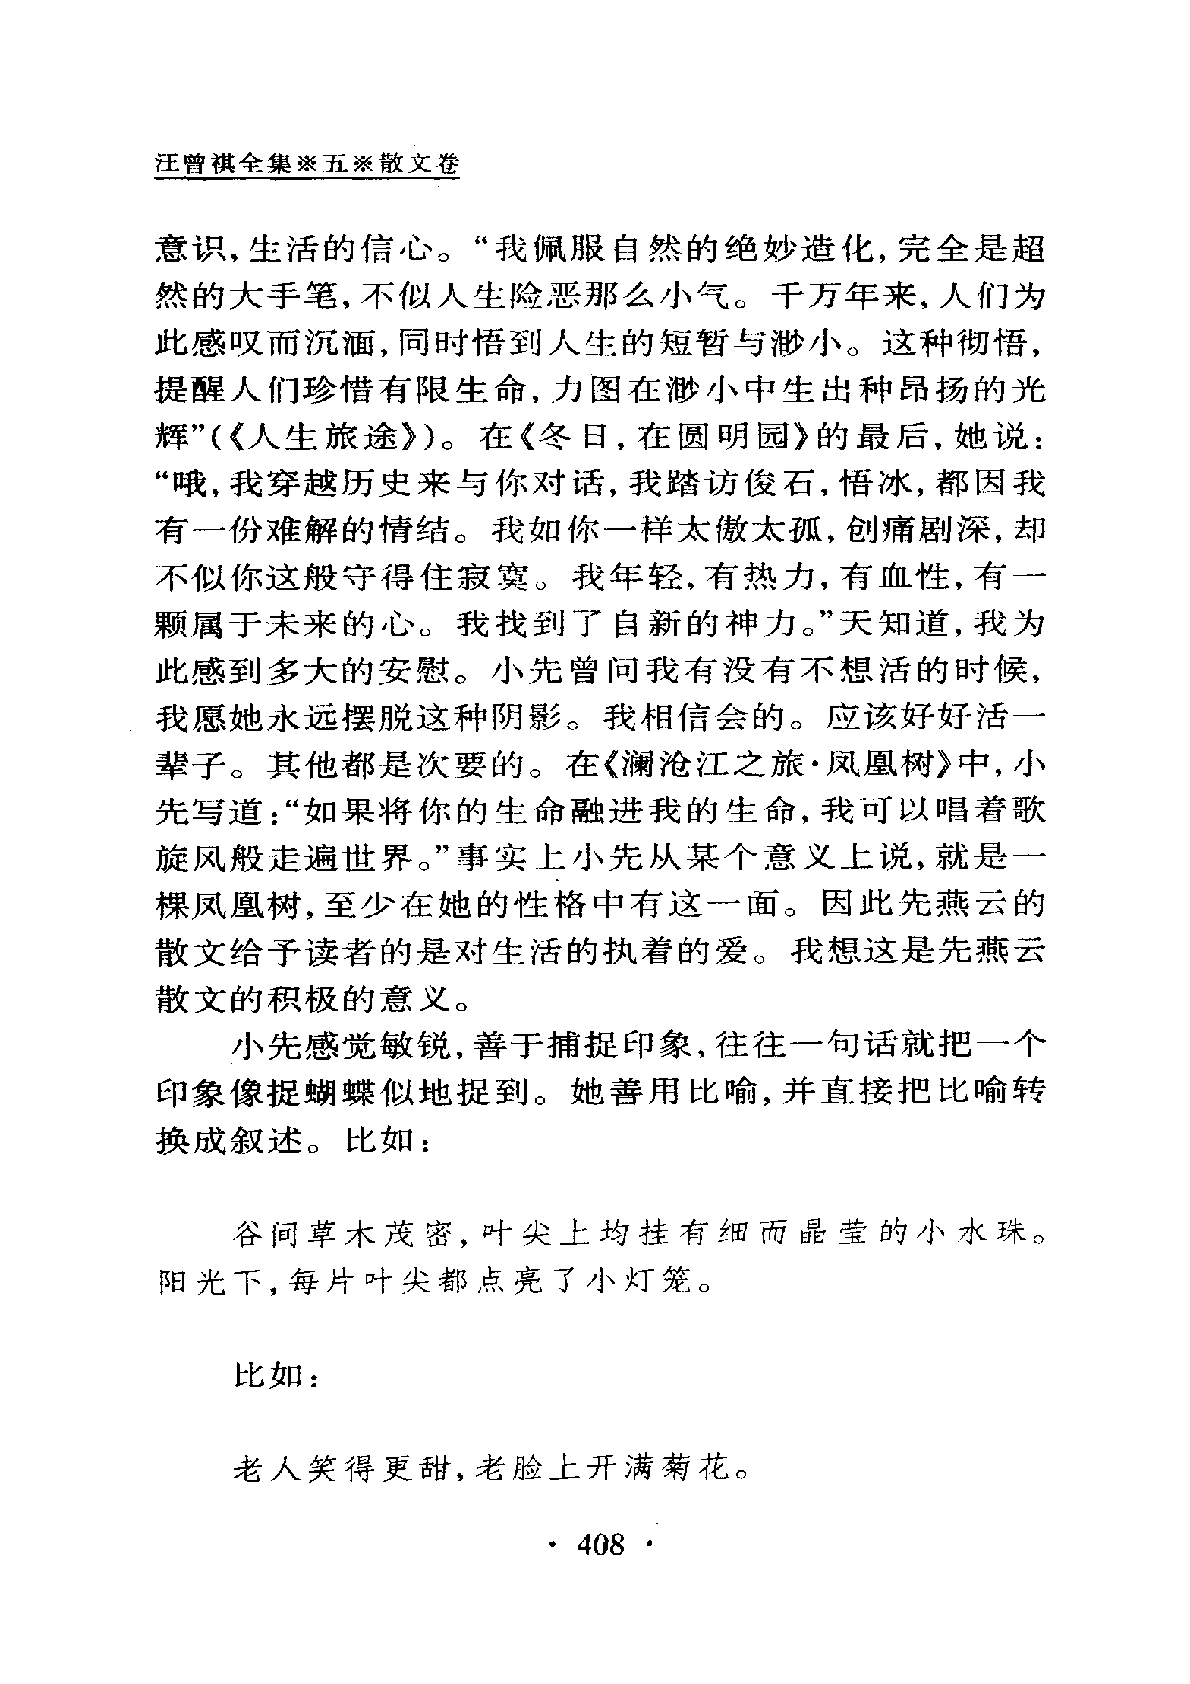 汪曾祺全集※五※散文卷
意识,生活的信心。“我佩服自然的绝妙造化,完全是超
然的大手笔,不似人生险恶那么小气。千万年来,人们为
此感叹而沉湎,同时悟到人生的短暂与渺小。这种彻悟,
提醒人们珍惜有限生命,力图在渺小中生出种昂扬的光
辉”(《人生旅途》)。在《冬日,在圆明园》的最后,她说:
“哦,我穿越历史来与你对话,我踏访俊石,悟冰,都因我
有一份难解的情结。我如你一样太傲太孤,创痛剧深,却
不似你这般守得住寂寞。我年轻,有热力,有血性,有一
颗属于未来的心。我找到了自新的神力。”天知道,我为
此感到多大的安慰。小先曾问我有没有不想活的时候,
我愿她永远摆脱这种阴影。我相信会的。应该好好活一
辈子。其他都是次要的。在《澜沧江之旅·凤凰树》中,小
先写道:“如果将你的生命融进我的生命,我可以唱着歌
旋风般走遍世界。”事实上小先从某个意义上说,就是一
棵凤凰树,至少在她的性格中有这一面。因此先燕云的
散文给予读者的是对生活的执着的爱。我想这是先燕云
散文的积极的意义。
小先感觉敏锐,善于捕捉印象,往往一句话就把一个
印象像捉蝴蝶似地捉到。她善用比喻,并直接把比喻转
换成叙述。比如:
谷间草木茂密,叶尖上均挂有细而晶莹的小水珠。
阳光下,每片叶尖都点亮了小灯笼。
比如:
老人笑得更甜,老脸上开满菊花。
· 408 ·